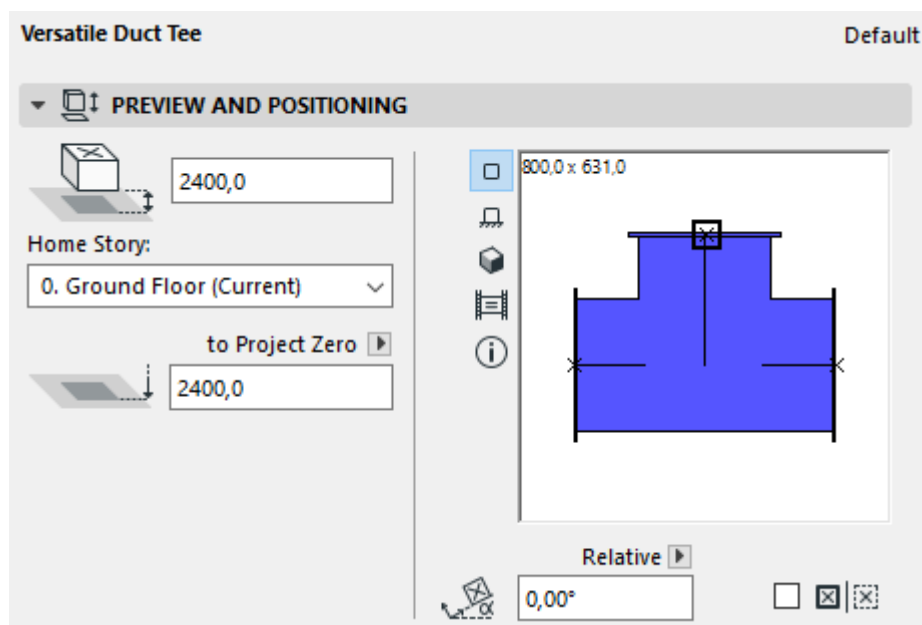 Versatile Duct Tee
Default
PREVIEW AND POSITIONING
2400,0
Home Story:
0. Ground Floor (Current)
to Project Zero
2400,0
800,0 x 631,0
Relative
α
0,00°